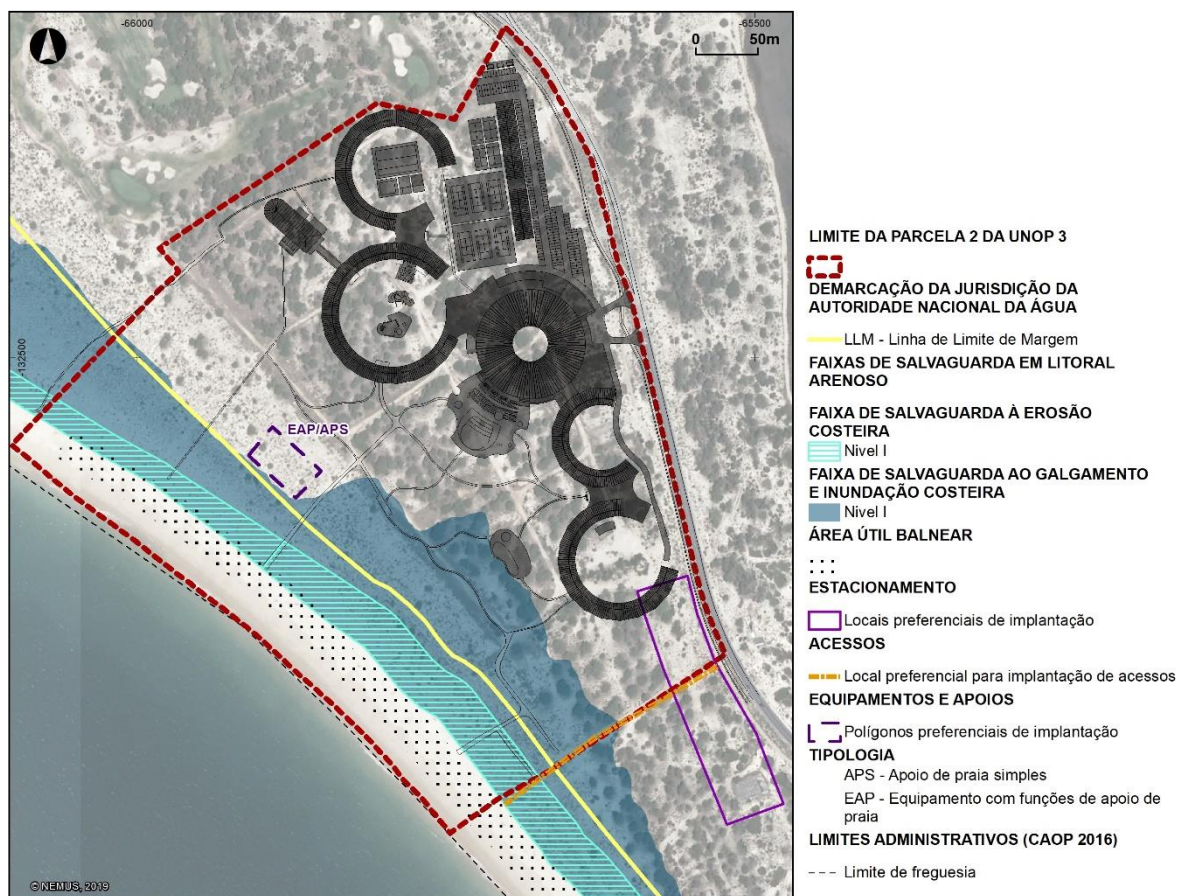 -66000
-65500
0 50m
-132500
EAP/APS
© NEMUS, 2019
LIMITE DA PARCELA 2 DA UNOP 3
DEMARCAÇÃO DA JURISDIÇÃO DA
AUTORIDADE NACIONAL DA ÁGUA
LLM - Linha de Limite de Margem
FAIXAS DE SALVAGUARDA EM LITORAL
ARENOSO
FAIXA DE SALVAGUARDA À EROSÃO
COSTEIRA
Nivel I
FAIXA DE SALVAGUARDA AO GALGAMENTO
E INUNDAÇÃO COSTEIRA
Nivel I
ÁREA ÚTIL BALNEAR
ESTACIONAMENTO
Locais preferenciais de implantação
ACESSOS
Local preferencial para implantação de acessos
EQUIPAMENTOS E APOIOS
Polígonos preferenciais de implantação
TIPOLOGIA
APS - Apoio de praia simples
EAP - Equipamento com funções de apoio de
praia
LIMITES ADMINISTRATIVOS (CAOP 2016)
Limite de freguesia